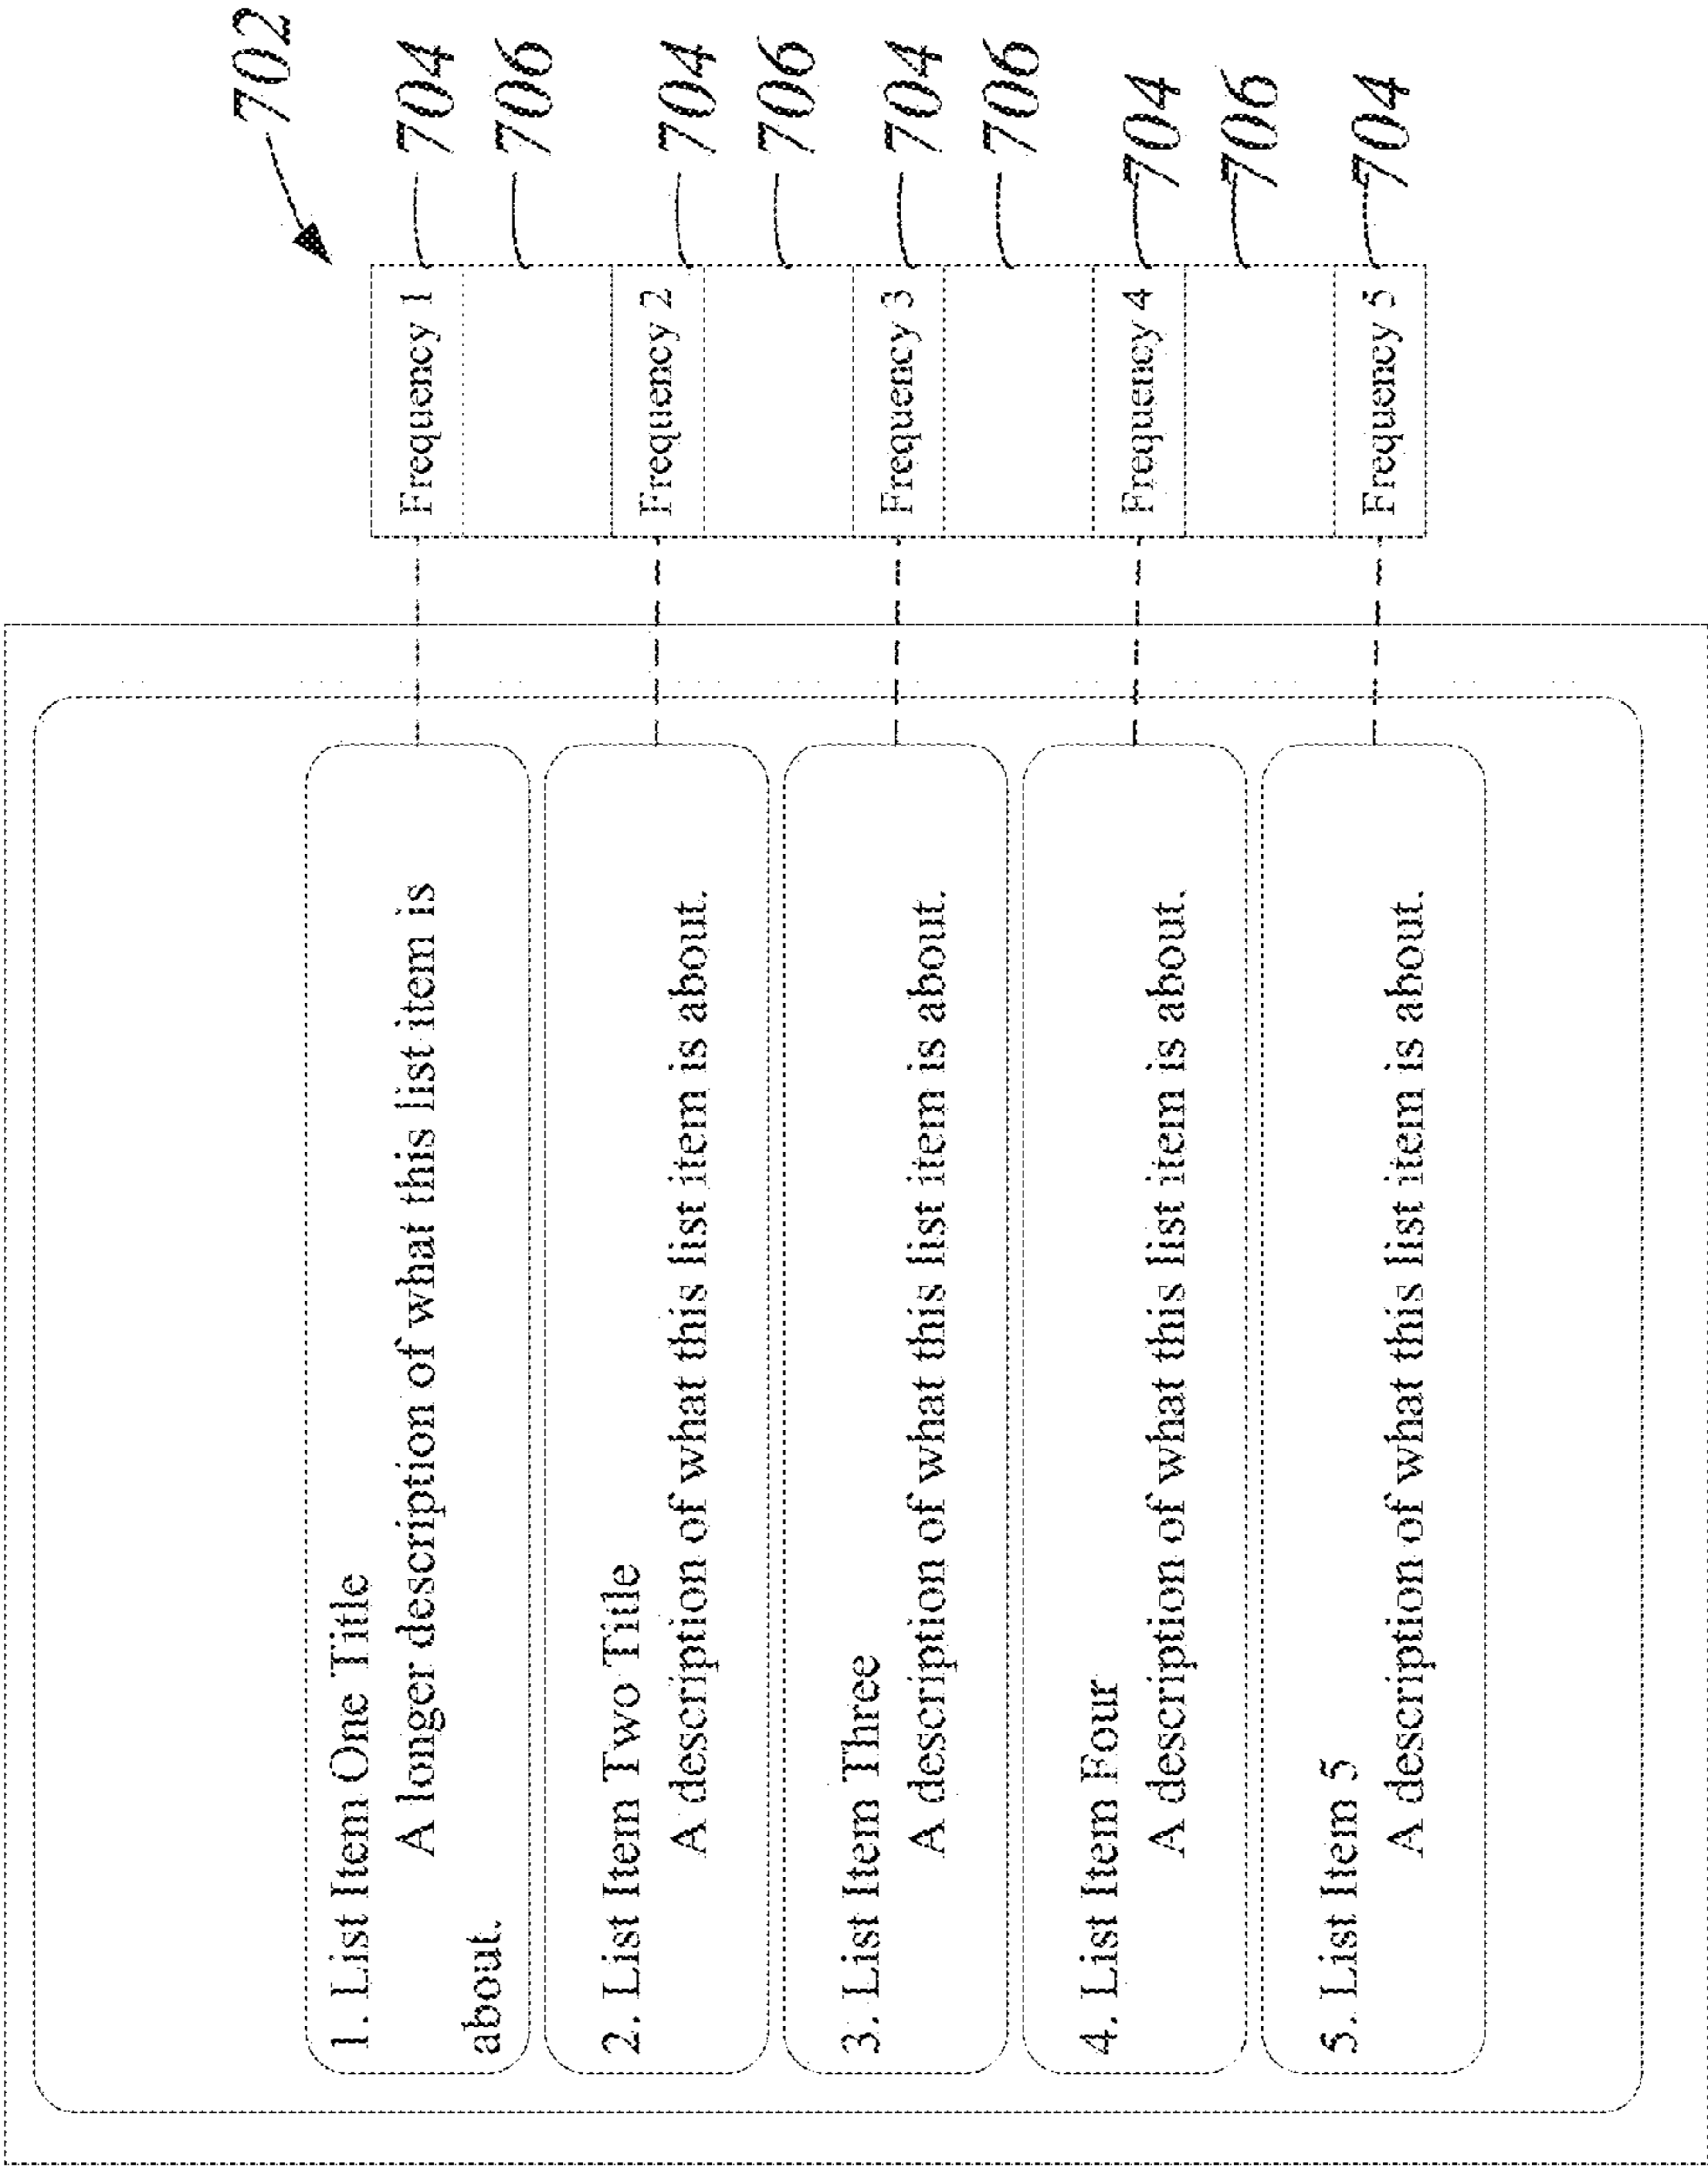 702
1. List Item One Title
A longer description of what this list item is
about.
Frequency 1
704
706
2. List Item Two Title
A description of what this list item is about.
Frequency 2
704
706
3. List Item Three
A description of what this list item is about.
Frequency 3
704
706
4. List Item Four
A description of what this list item is about.
Frequency 4
704
706
5. List Item 5
A description of what this list item is about.
Frequency 5
704